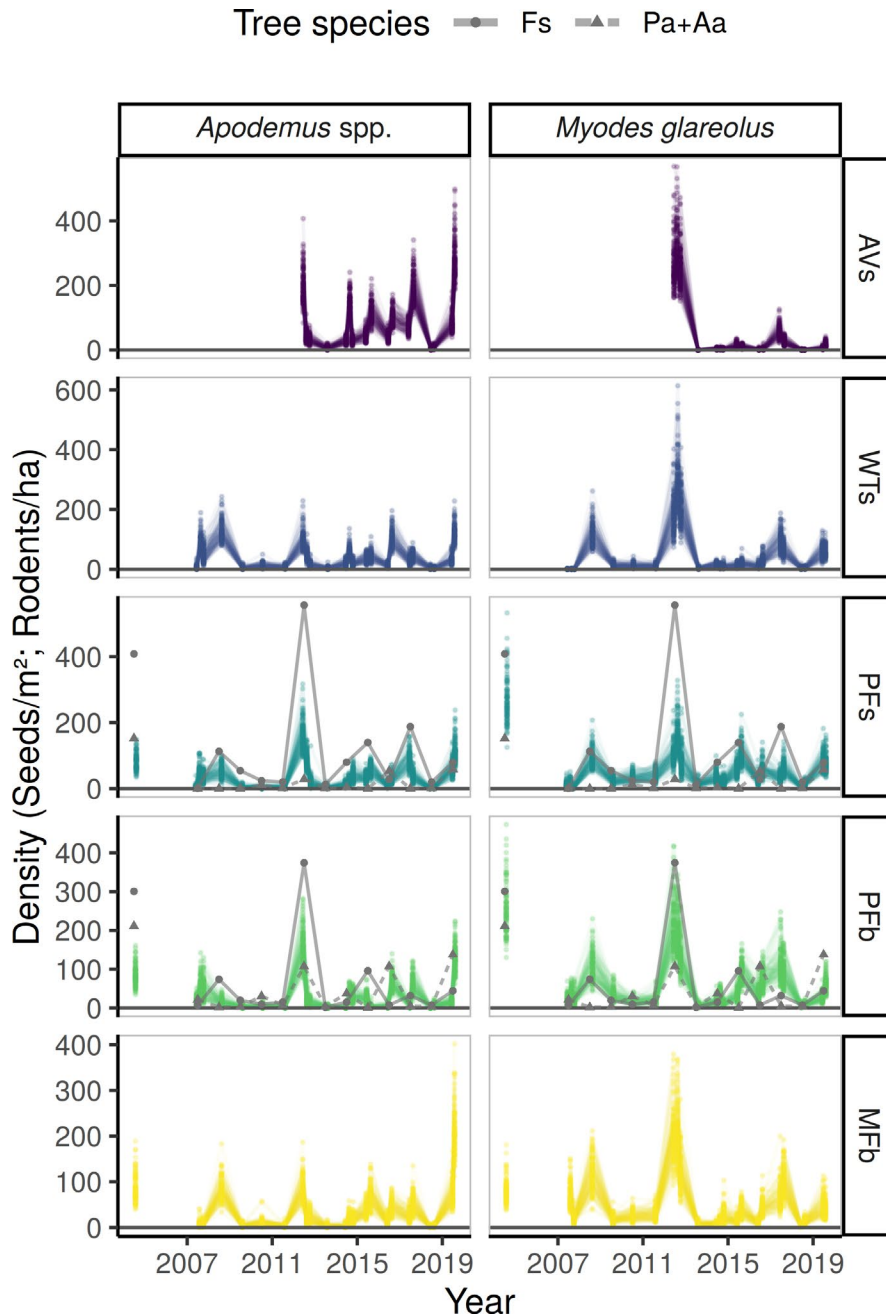 Tree species Fs Pa+Aa
Apodemus spp. Myodes glareolus
400
200
0
AVs
600
400
200
0
WTs
400
200
0
PFs
400
300
200
100
0
PFb
400
300
200
100
0
MFb
Density (Seeds/m²; Rodents/ha)
2007 2011 2015 2019 2007 2011 2015 2019
Year